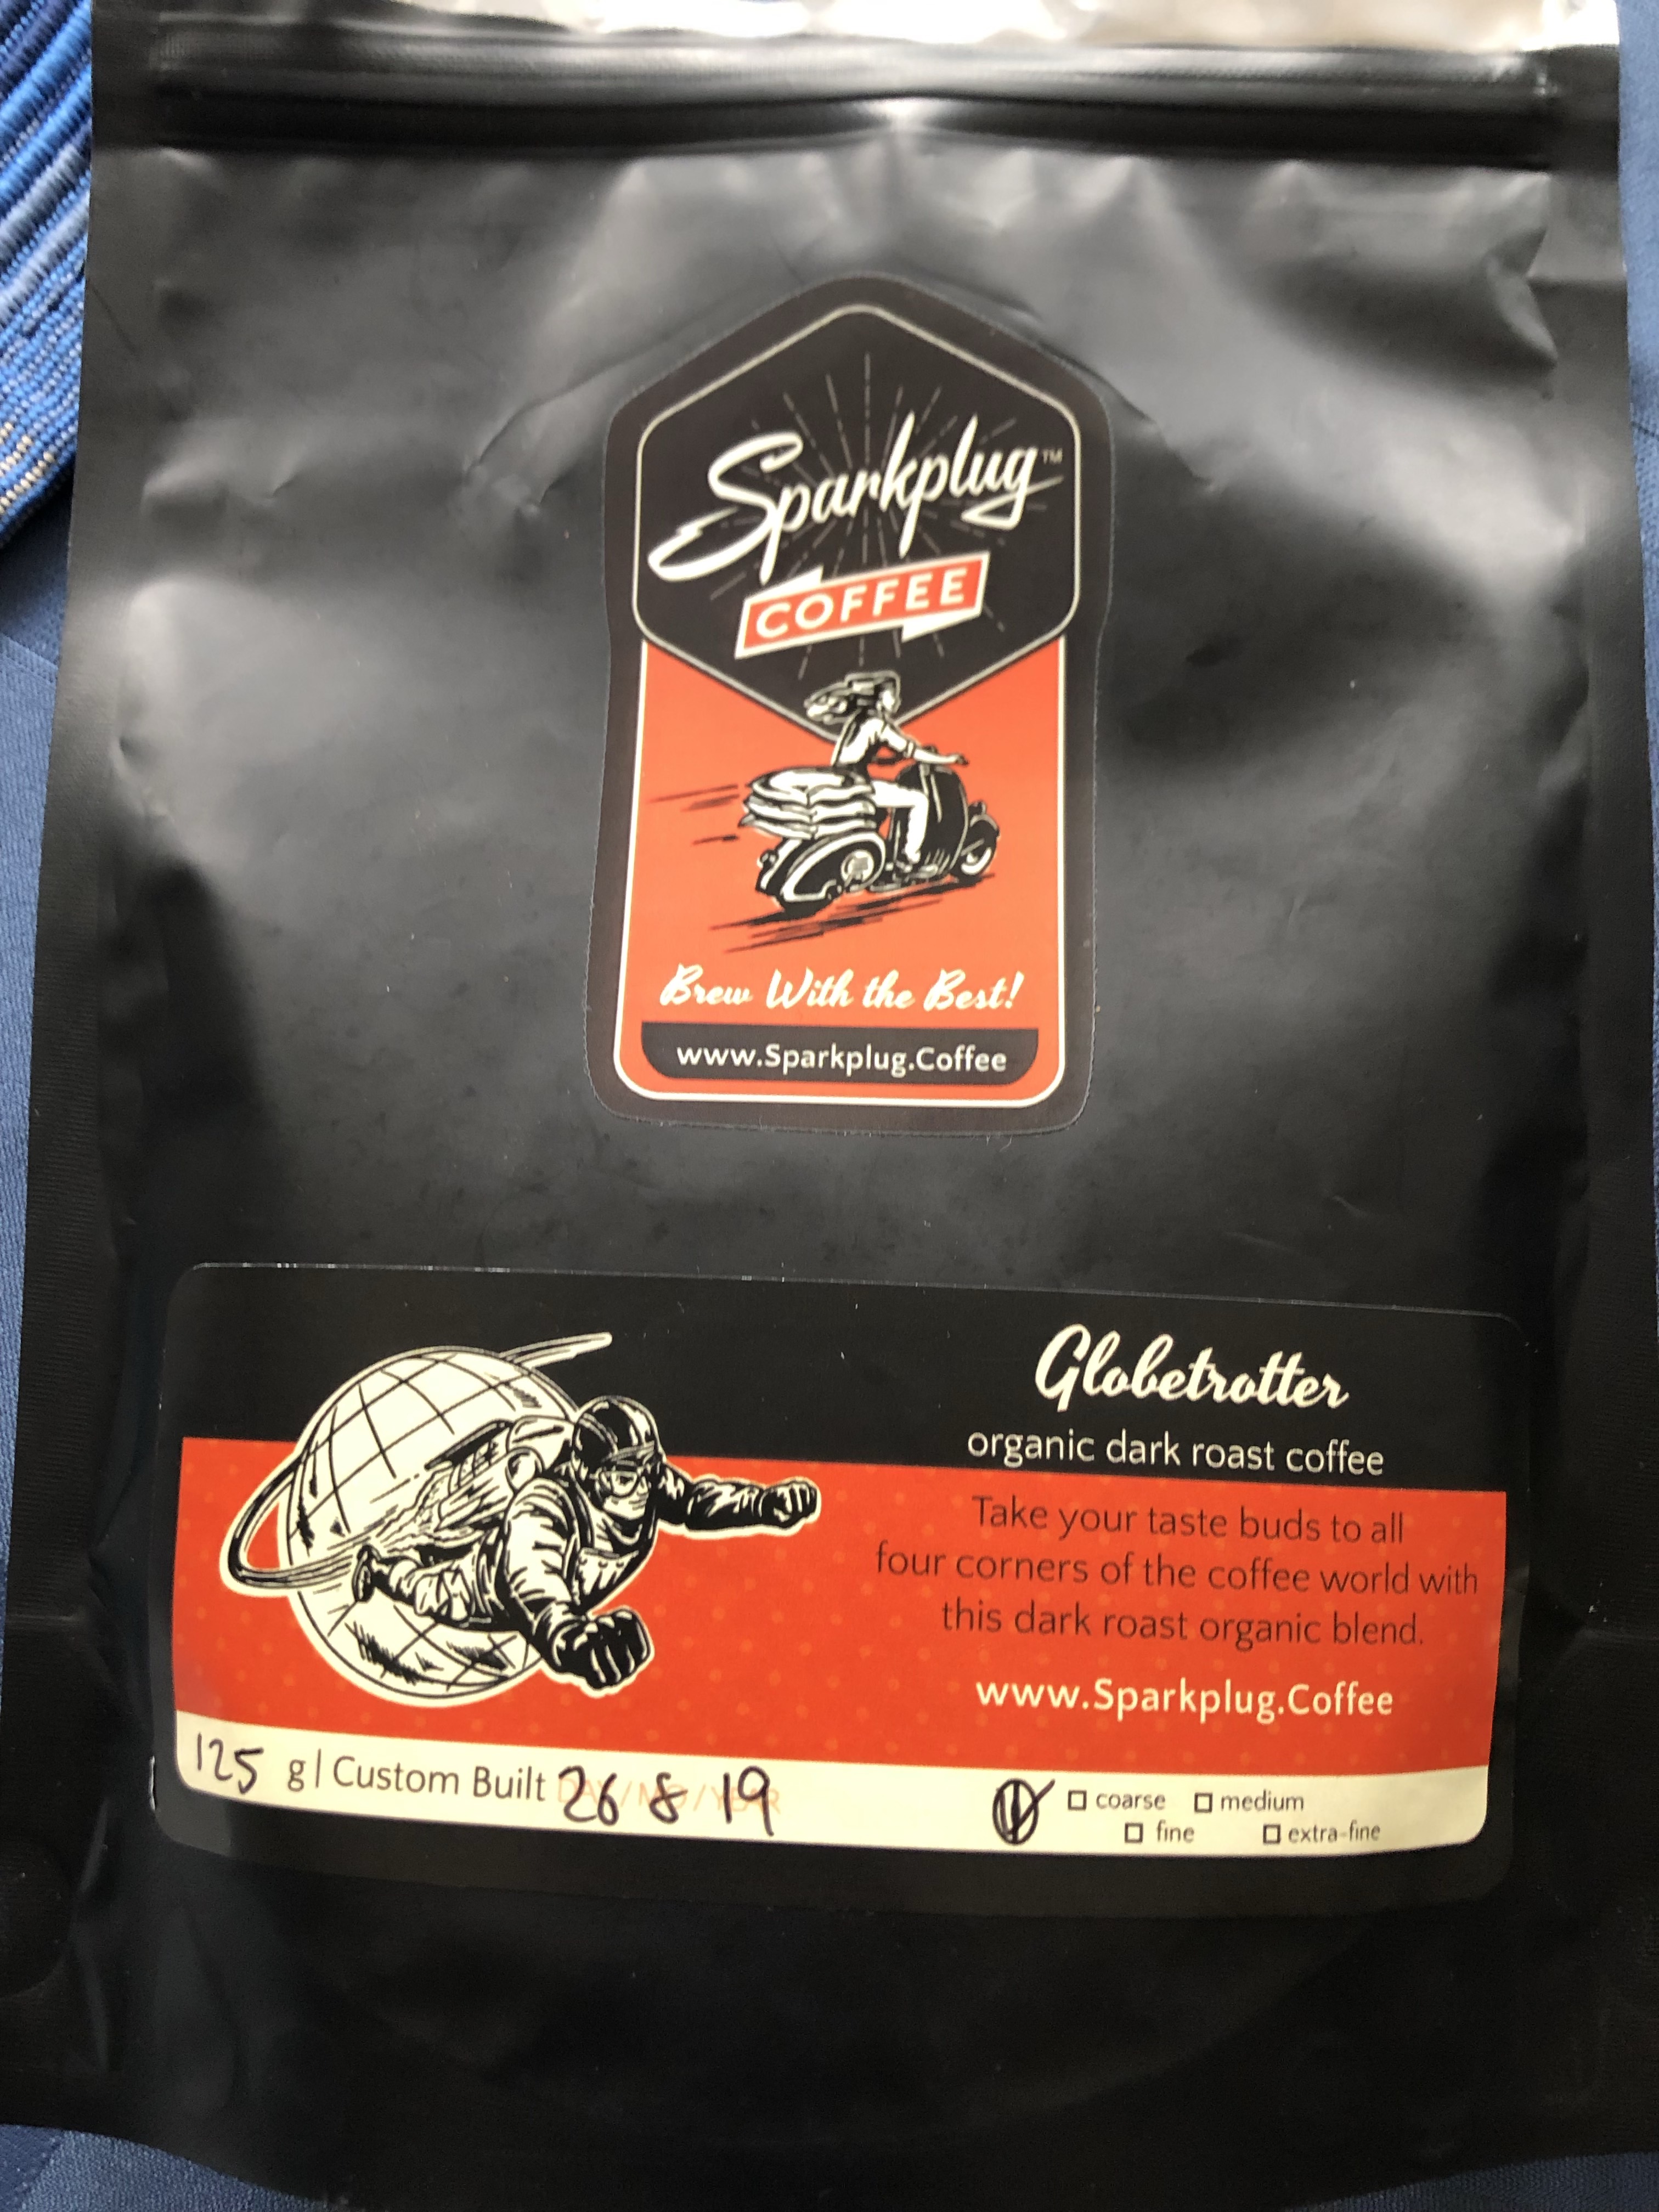 Sparkplug™
COFFEE
Brew With the Best!
www.Sparkplug.Coffee
Globetrotter
organic dark roast coffee
Take your taste buds to all
four corners of the coffee world with
this dark roast organic blend.
www.Sparkplug.Coffee
125 g | Custom Built 26 8 19
coarse medium
fine extra-fine